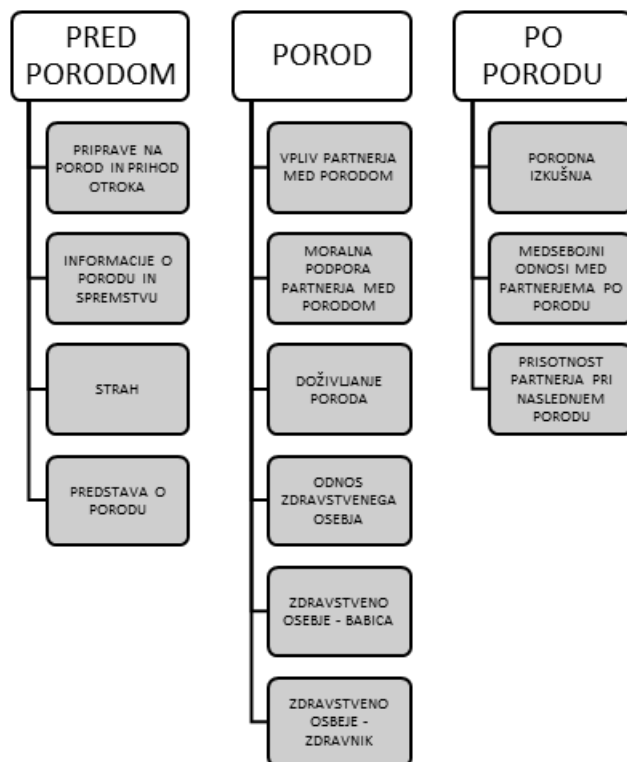 PRED
PORODOM
PRIPRAVE NA
POROD IN PRIHOD
OTROKA
INFORMACIJE O
PORODU IN
SPREMSTVU
STRAH
PREDSTAVA O
PORODU
POROD
VPLIV PARTNERJA
MED PORODOM
MORALNA
PODPORA
PARTNERJA MED
PORODOM
DOŽIVLJANJE
PORODA
ODNOS
ZDRAVSTVENEGA
OSEBJA
ZDRAVSTVENO
OSEBJE - BABICA
ZDRAVSTVENO
OSBEJE -
ZDRAVNIK
PO
PORODU
PORODNA
IZKUŠNJA
MEDSEBOJNI
ODNOSI MED
PARTNERJEMA PO
PORODU
PRISOTNOST
PARTNERJA PRI
NASLEDNJEM
PORODU